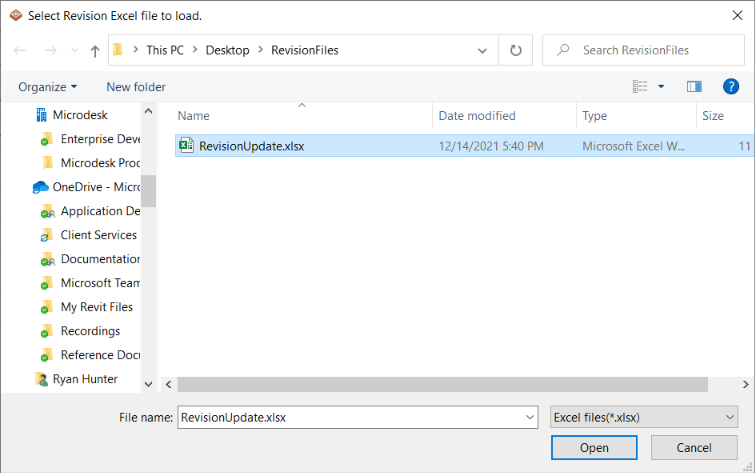 Select Revision Excel file to load.
This PC > Desktop > RevisionFiles
Search RevisionFiles
Organize
New folder
?
Name
Date modified
Type
Size
RevisionUpdate.xlsx
12/14/2021 5:40 PM
Microsoft Excel W...
11
Microdesk
Enterprise Deve
Microdesk Proc
OneDrive - Micro
Application De
Client Services
Documentation
Microsoft Team
My Revit Files
Recordings
Reference Docu
Ryan Hunter
File name:
RevisionUpdate.xlsx
Excel files(*.xlsx)
Open
Cancel